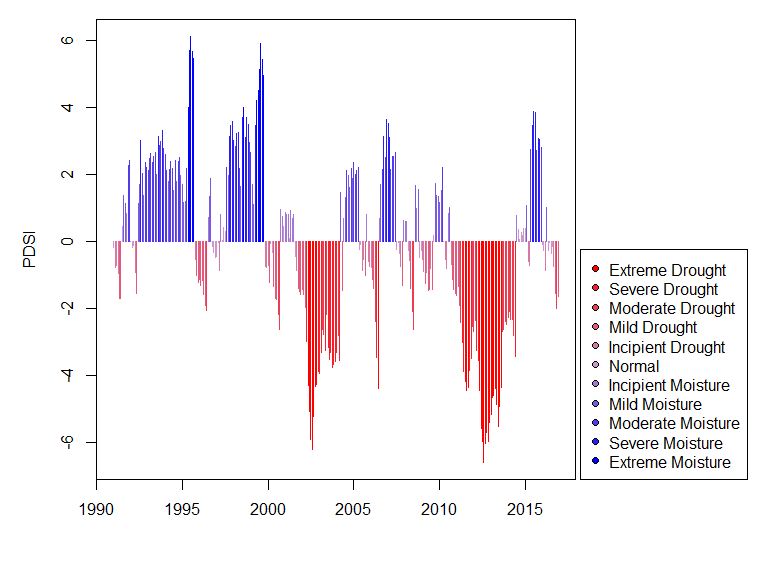 PDSI
6
4
2
0
-2
-4
-6
1990 1995 2000 2005 2010 2015
Extreme Drought
Severe Drought
Moderate Drought
Mild Drought
Incipient Drought
Normal
Incipient Moisture
Mild Moisture
Moderate Moisture
Severe Moisture
Extreme Moisture